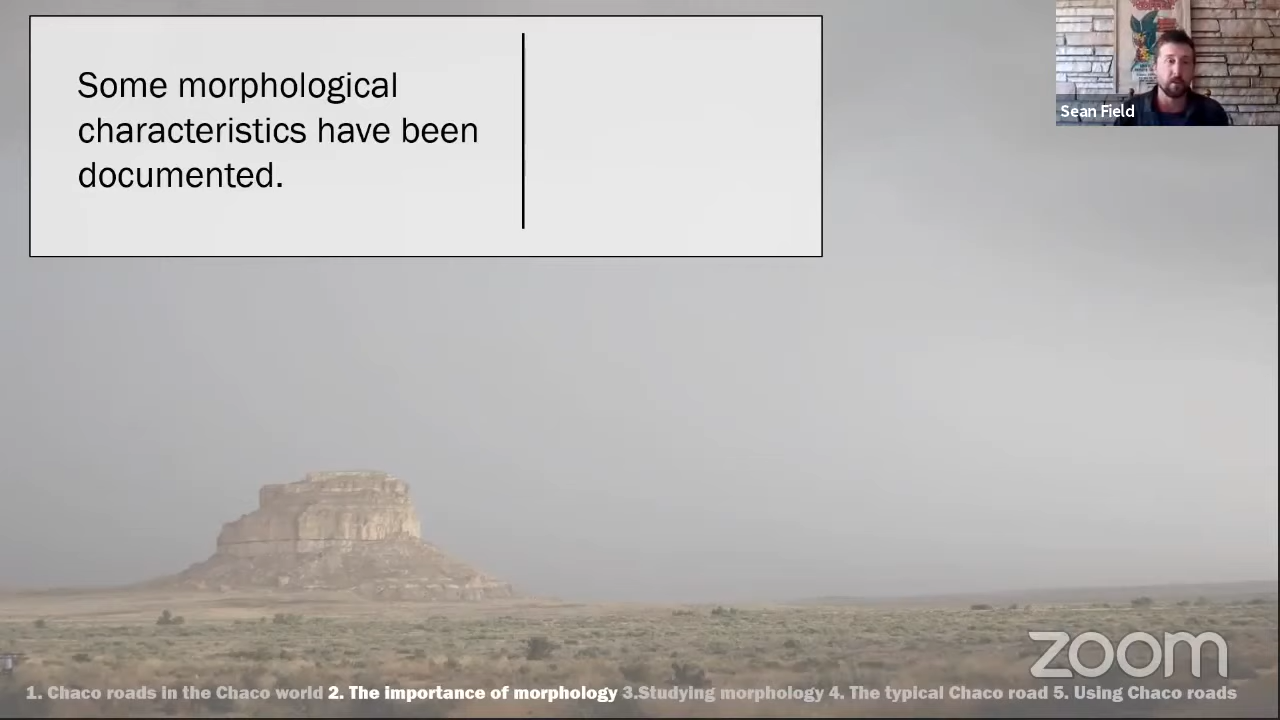 Some morphological
characteristics have been
documented.
Sean Field
zoom
1. Chaco roads in the Chaco world 2. The importance of morphology 3.Studying morphology 4. The typical Chaco road 5. Using Chaco roads